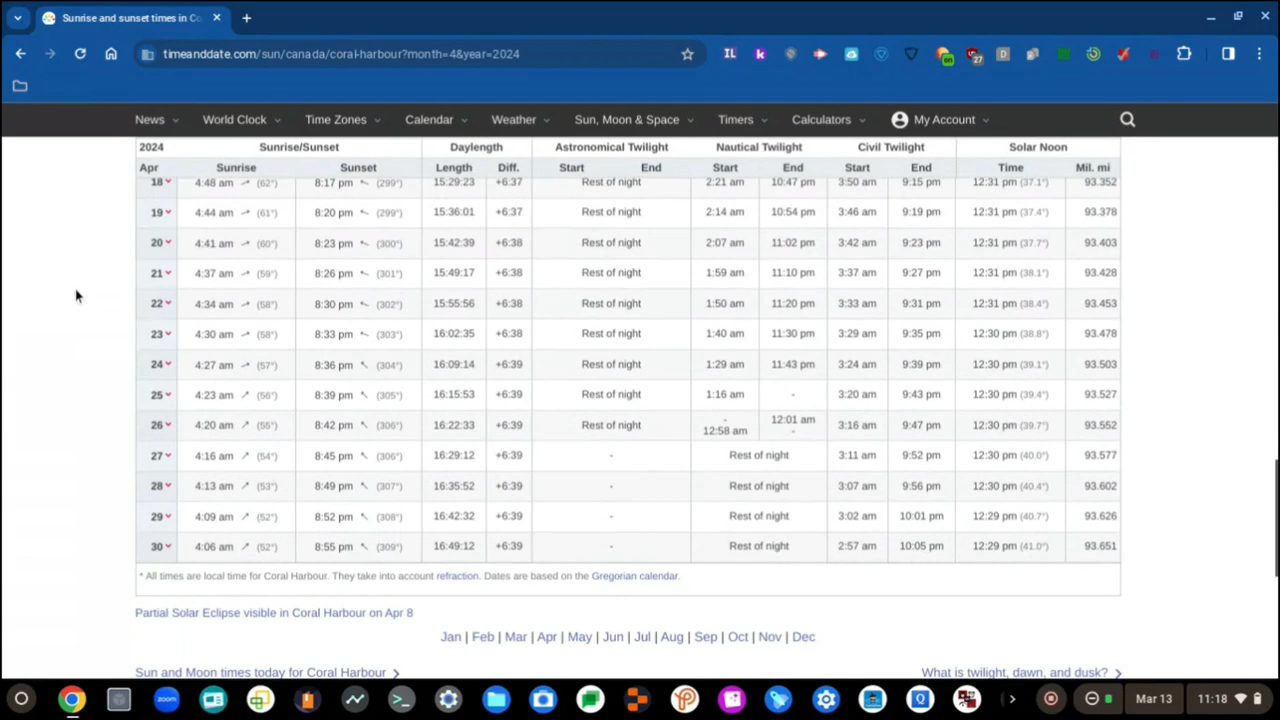 Sunrise and sunset times in Co
timeanddate.com/sun/canada/coral-harbour?month=4&year=2024
IL k on 27 D
News World Clock Time Zones Calendar Weather Sun, Moon & Space Timers Calculators My Account
2024 Sunrise/Sunset Daylength Astronomical Twilight Nautical Twilight Civil Twilight Solar Noon
Apr Sunrise Sunset Length Diff. Start End Start End Start End Time Mil. mi
18 4:48 am (62°) 8:17 pm (299°) 15:29:23 +6:37 Rest of night 2:21 am 10:47 pm 3:50 am 9:15 pm 12:31 pm (37.1°) 93.352
19 4:44 am (61°) 8:20 pm (299°) 15:36:01 +6:37 Rest of night 2:14 am 10:54 pm 3:46 am 9:19 pm 12:31 pm (37.4°) 93.378
20 4:41 am (60°) 8:23 pm (300°) 15:42:39 +6:38 Rest of night 2:07 am 11:02 pm 3:42 am 9:23 pm 12:31 pm (37.7°) 93.403
21 4:37 am (59°) 8:26 pm (301°) 15:49:17 +6:38 Rest of night 1:59 am 11:10 pm 3:37 am 9:27 pm 12:31 pm (38.1°) 93.428
22 4:34 am (58°) 8:30 pm (302°) 15:55:56 +6:38 Rest of night 1:50 am 11:20 pm 3:33 am 9:31 pm 12:31 pm (38.4°) 93.453
23 4:30 am (58°) 8:33 pm (303°) 16:02:35 +6:38 Rest of night 1:40 am 11:30 pm 3:29 am 9:35 pm 12:30 pm (38.8°) 93.478
24 4:27 am (57°) 8:36 pm (304°) 16:09:14 +6:39 Rest of night 1:29 am 11:43 pm 3:24 am 9:39 pm 12:30 pm (39.1°) 93.503
25 4:23 am (56°) 8:39 pm (305°) 16:15:53 +6:39 Rest of night 1:16 am - 3:20 am 9:43 pm 12:30 pm (39.4°) 93.527
- 12:01 am
26 4:20 am (55°) 8:42 pm (306°) 16:22:33 +6:39 Rest of night 3:16 am 9:47 pm 12:30 pm (39.7°) 93.552
12:58 am -
27 4:16 am (54°) 8:45 pm (306°) 16:29:12 +6:39 - Rest of night 3:11 am 9:52 pm 12:30 pm (40.0°) 93.577
28 4:13 am (53°) 8:49 pm (307°) 16:35:52 +6:39 - Rest of night 3:07 am 9:56 pm 12:30 pm (40.4°) 93.602
29 4:09 am (52°) 8:52 pm (308°) 16:42:32 +6:39 - Rest of night 3:02 am 10:01 pm 12:29 pm (40.7°) 93.626
30 4:06 am (52°) 8:55 pm (309°) 16:49:12 +6:39 - Rest of night 2:57 am 10:05 pm 12:29 pm (41.0°) 93.651
* All times are local time for Coral Harbour. They take into account refraction. Dates are based on the Gregorian calendar.
Partial Solar Eclipse visible in Coral Harbour on Apr 8
Jan | Feb | Mar | Apr | May | Jun | Jul | Aug | Sep | Oct | Nov | Dec
Sun and Moon times today for Coral Harbour What is twilight, dawn, and dusk?
zoom Q Mar 13 11:18